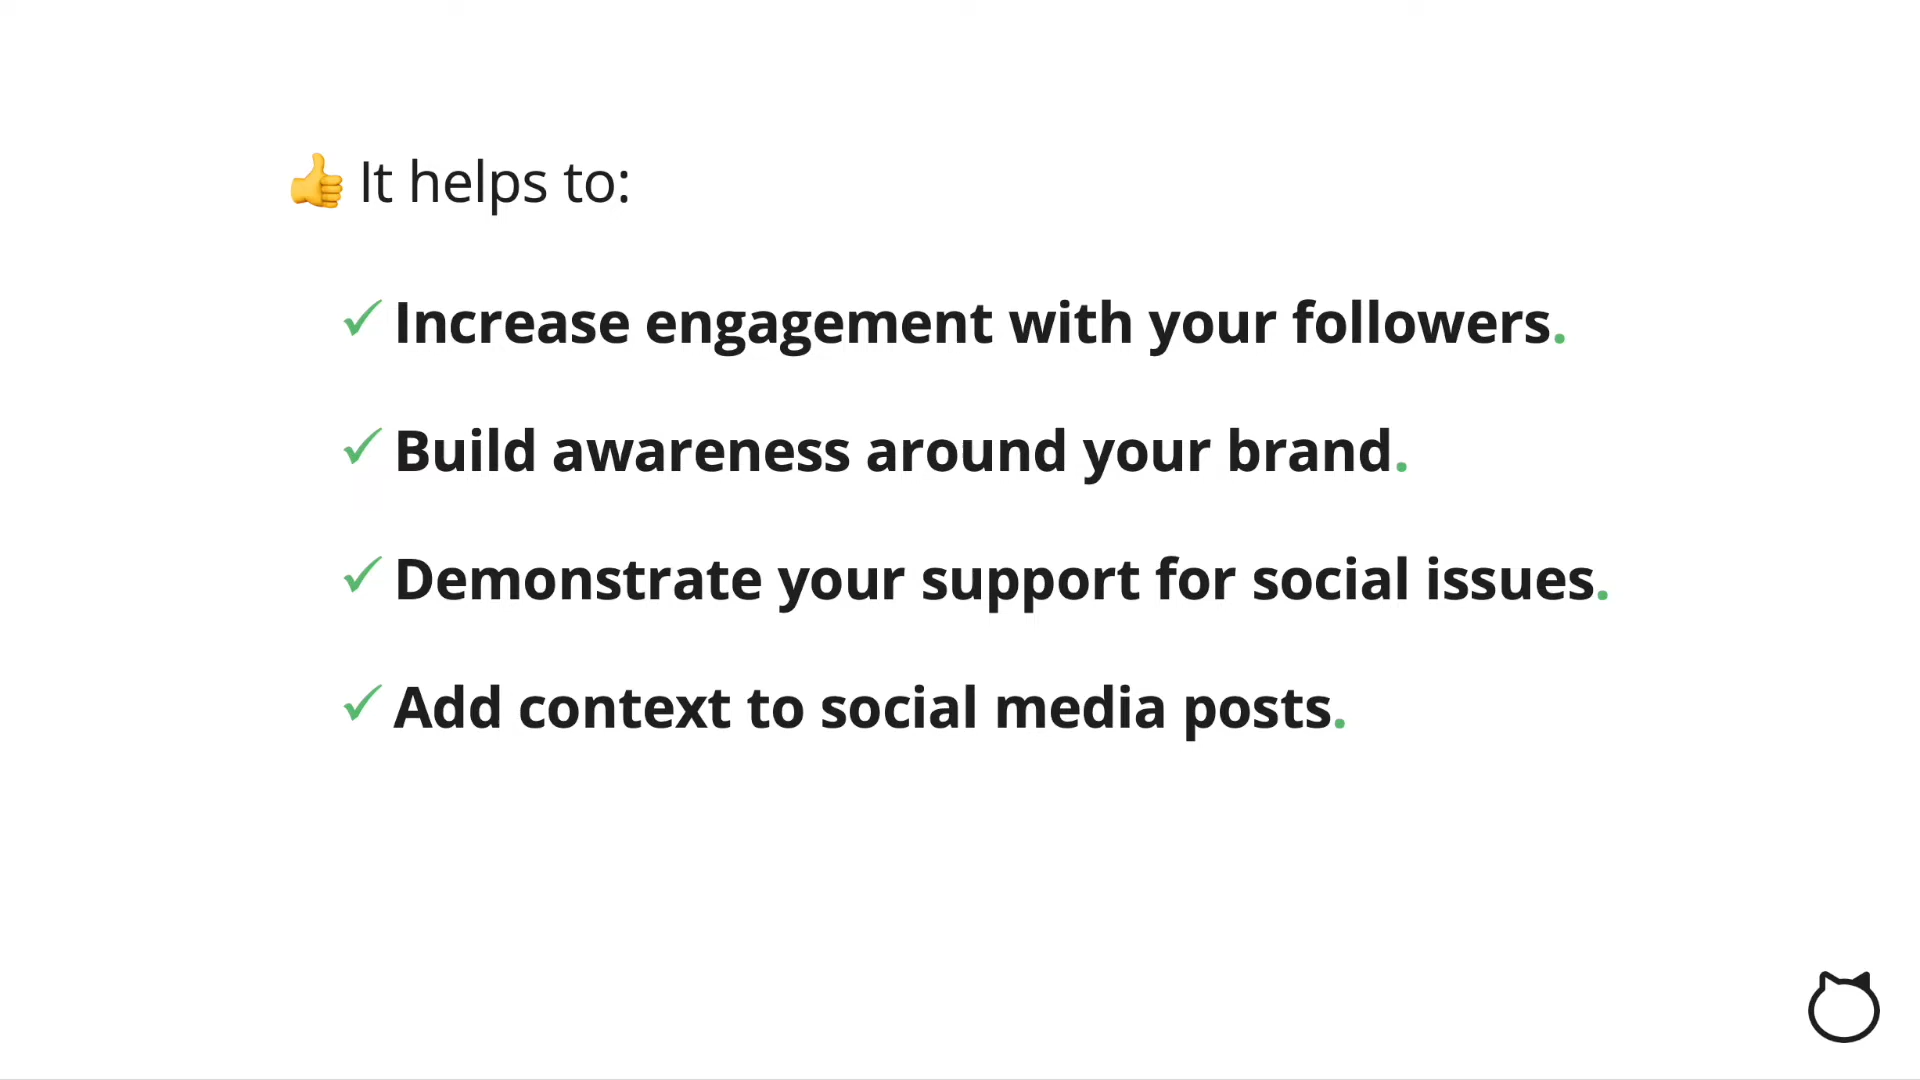 👍 It helps to:
✓ Increase engagement with your followers.
✓ Build awareness around your brand.
✓ Demonstrate your support for social issues.
✓ Add context to social media posts.